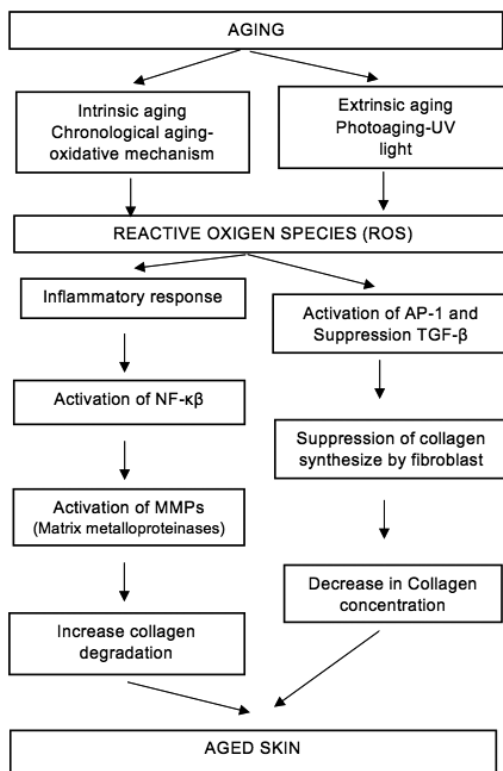 AGING
Intrinsic aging
Chronological aging-
oxidative mechanism
Extrinsic aging
Photoaging-UV
light
REACTIVE OXIGEN SPECIES (ROS)
Inflammatory response
Activation of AP-1 and
Suppression TGF-β
Activation of NF-κβ
Suppression of collagen
synthesize by fibroblast
Activation of MMPs
(Matrix metalloproteinases)
Decrease in Collagen
concentration
Increase collagen
degradation
AGED SKIN